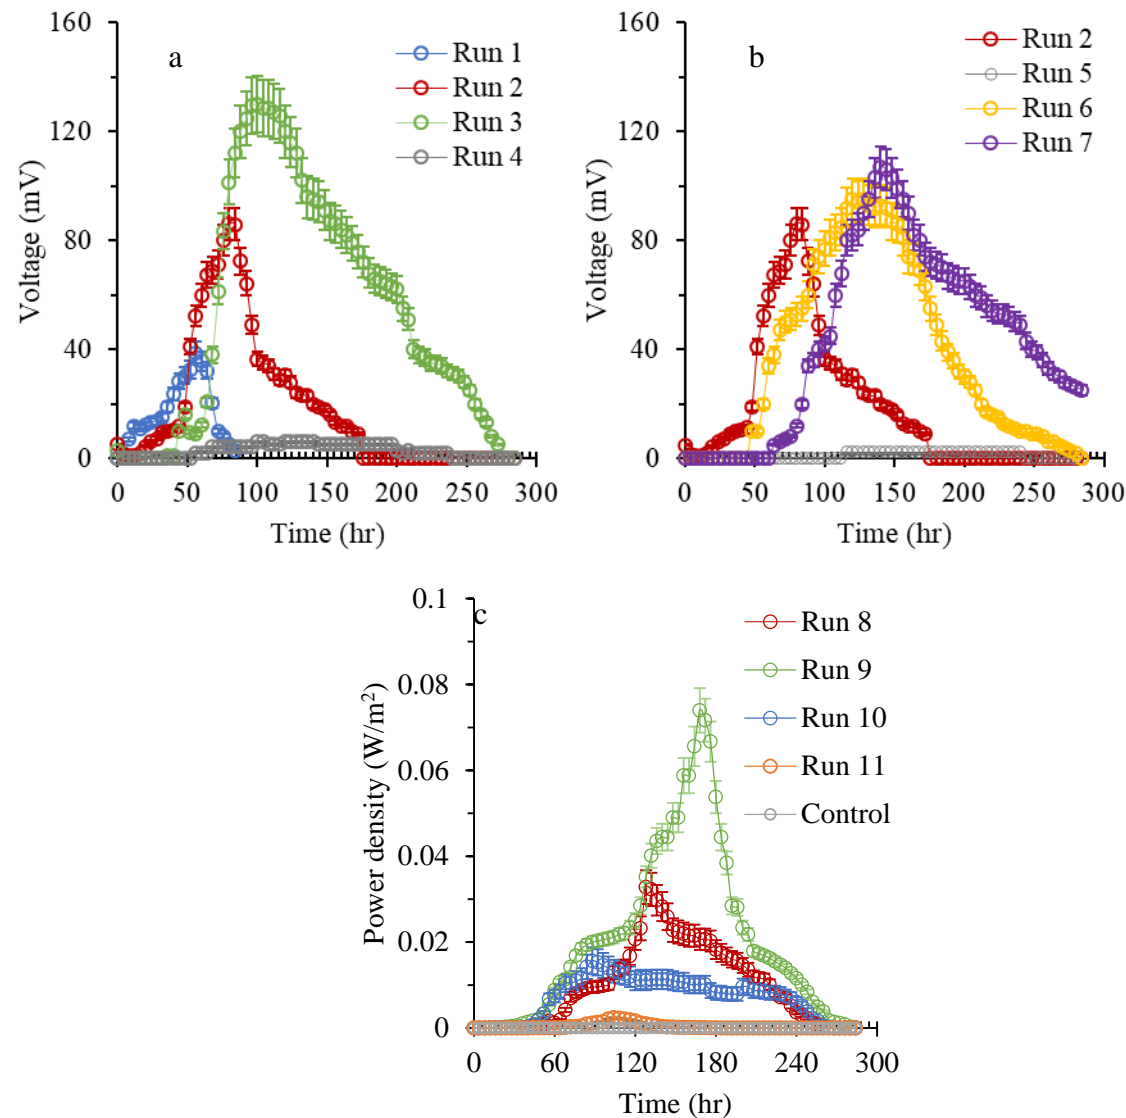 160
120
80
40
0
Voltage (mV)
a
Run 1
Run 2
Run 3
Run 4
0 50 100 150 200 250 300
Time (hr)
160
120
80
40
0
Voltage (mV)
b
Run 2
Run 5
Run 6
Run 7
0 50 100 150 200 250 300
Time (hr)
0.1
0.08
0.06
0.04
0.02
0
Power density (W/m²)
c
Run 8
Run 9
Run 10
Run 11
Control
0 60 120 180 240 300
Time (hr)